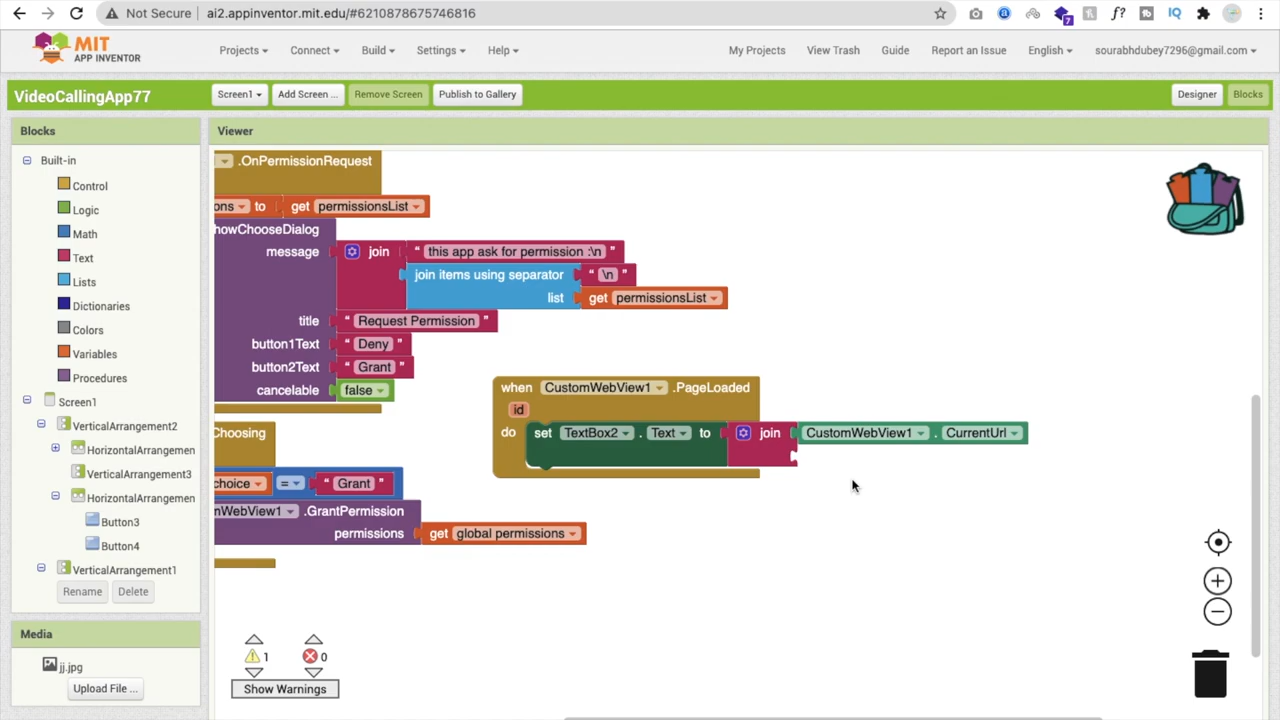 Not Secure
ai2.appinventor.mit.edu/#6210878675746816
7
MIT
APP INVENTOR
Projects
Connect
Build
Settings
Help
My Projects
View Trash
Guide
Report an Issue
English
sourabhdubey7296@gmail.com
VideoCallingApp77
Screen1
Add Screen ...
Remove Screen
Publish to Gallery
Designer
Blocks
Blocks
Viewer
Built-in
Control
Logic
Math
Text
Lists
Dictionaries
Colors
Variables
Procedures
Screen1
VerticalArrangement2
HorizontalArrangemen
VerticalArrangement3
HorizontalArrangemen
Button3
Button4
VerticalArrangement1
Rename
Delete
Media
jj.jpg
Upload File ...
.OnPermissionRequest
ons to get permissionsList
howChooseDialog
message join “ this app ask for permission :\n ”
join items using separator “ \n ”
list get permissionsList
title “ Request Permission ”
button1Text “ Deny ”
button2Text “ Grant ”
cancelable false
Choosing
choice = “ Grant ”
mWebView1 .GrantPermission
permissions get global permissions
when CustomWebView1 .PageLoaded
id
do set TextBox2 . Text to join CustomWebView1 . CurrentUrl
1
0
Show Warnings